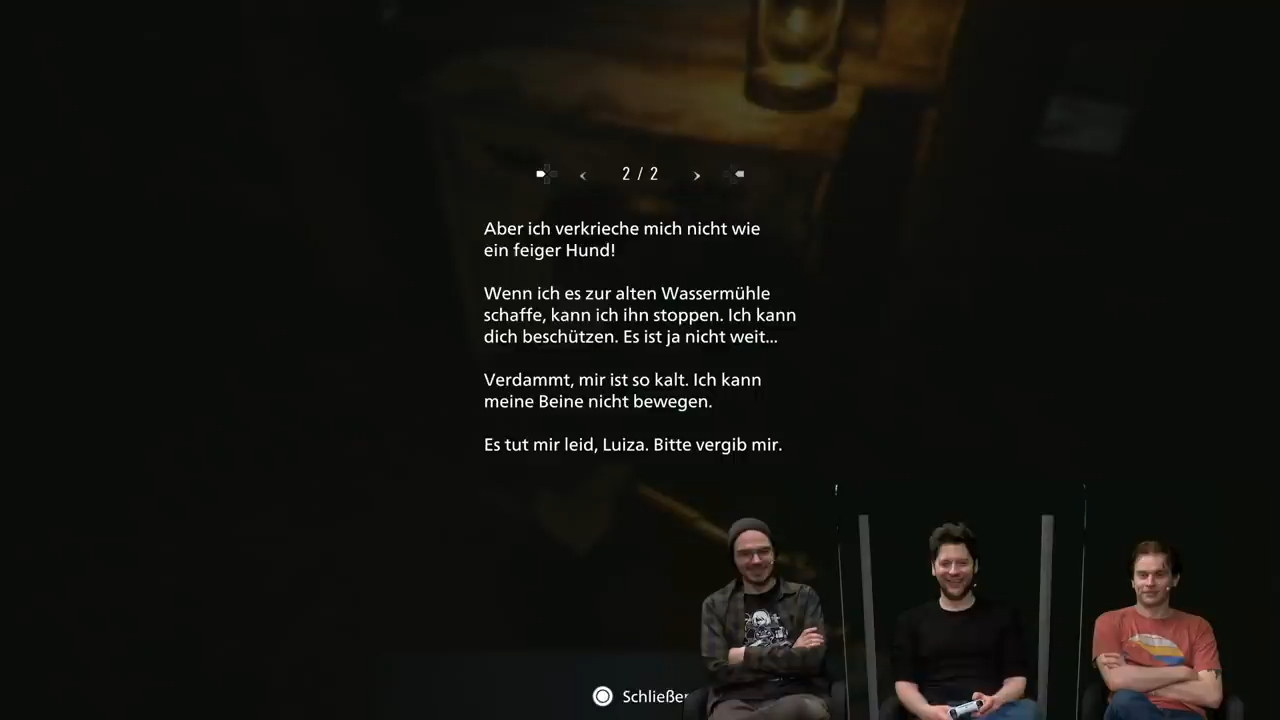 2 / 2
Aber ich verkrieche mich nicht wie
ein feiger Hund!
Wenn ich es zur alten Wassermühle
schaffe, kann ich ihn stoppen. Ich kann
dich beschützen. Es ist ja nicht weit...
Verdammt, mir ist so kalt. Ich kann
meine Beine nicht bewegen.
Es tut mir leid, Luiza. Bitte vergib mir.
Schließen